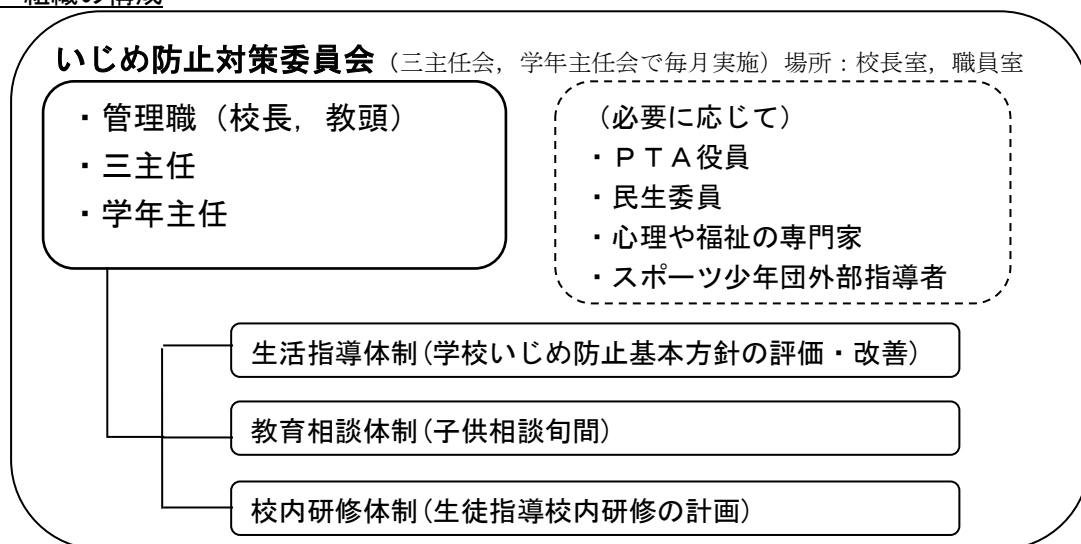 組織の構成
いじめ防止対策委員会（三主任会，学年主任会で毎月実施）場所：校長室，職員室
・管理職（校長，教頭）
・三主任
・学年主任
（必要に応じて）
・ＰＴＡ役員
・民生委員
・心理や福祉の専門家
・スポーツ少年団外部指導者
生活指導体制(学校いじめ防止基本方針の評価・改善)
教育相談体制(子供相談旬間)
校内研修体制(生徒指導校内研修の計画)